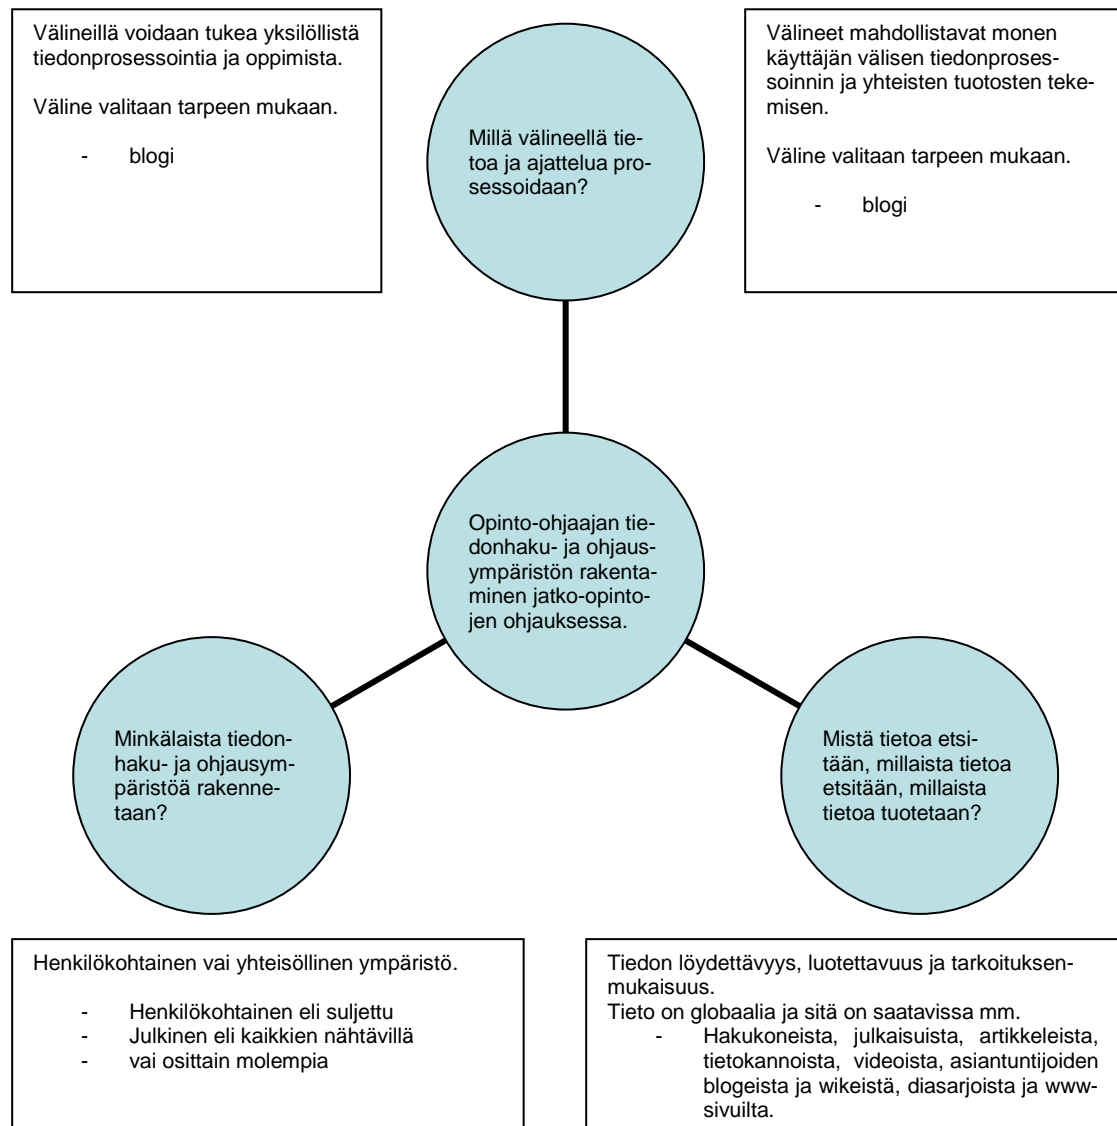 Välineillä voidaan tukea yksilöllistä
tiedonprosessointia ja oppimista.
Väline valitaan tarpeen mukaan.
- blogi
Millä välineellä tie-
toa ja ajattelua pro-
sessoidaan?
Välineet mahdollistavat monen
käyttäjän välisen tiedonproses-
soinnin ja yhteisten tuotosten teke-
misen.
Väline valitaan tarpeen mukaan.
- blogi
Opinto-ohjaajan tie-
donhaku- ja ohjaus-
ympäristön rakenta-
minen jatko-opinto-
jen ohjauksessa.
Minkälaista tiedon-
haku- ja ohjausym-
päristöä rakenne-
taan?
Mistä tietoa etsi-
tään, millaista tietoa
etsitään, millaista
tietoa tuotetaan?
Henkilökohtainen vai yhteisöllinen ympäristö.
- Henkilökohtainen eli suljettu
- Julkinen eli kaikkien nähtävillä
- vai osittain molempia
Tiedon löydettävyys, luotettavuus ja tarkoituksen-
mukaisuus.
Tieto on globaalia ja sitä on saatavissa mm.
- Hakukoneista, julkaisuista, artikkeleista,
tietokannoista, videoista, asiantuntijoiden
blogeista ja wikeistä, diasarjoista ja www-
sivuilta.